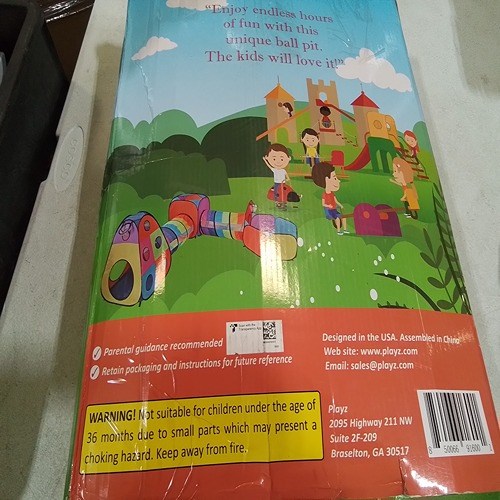 "Enjoy endless hours
of fun with this
unique ball pit.
The kids will love it!"
Parental guidance recommended
Retain packaging and instructions for future reference
Designed in the USA. Assembled in China
Web site: www.playz.com
Email: sales@playz.com
WARNING! Not suitable for children under the age of
36 months due to small parts which may present a
choking hazard. Keep away from fire.
Playz
2095 Highway 211 NW
Suite 2F-209
Braselton, GA 30517